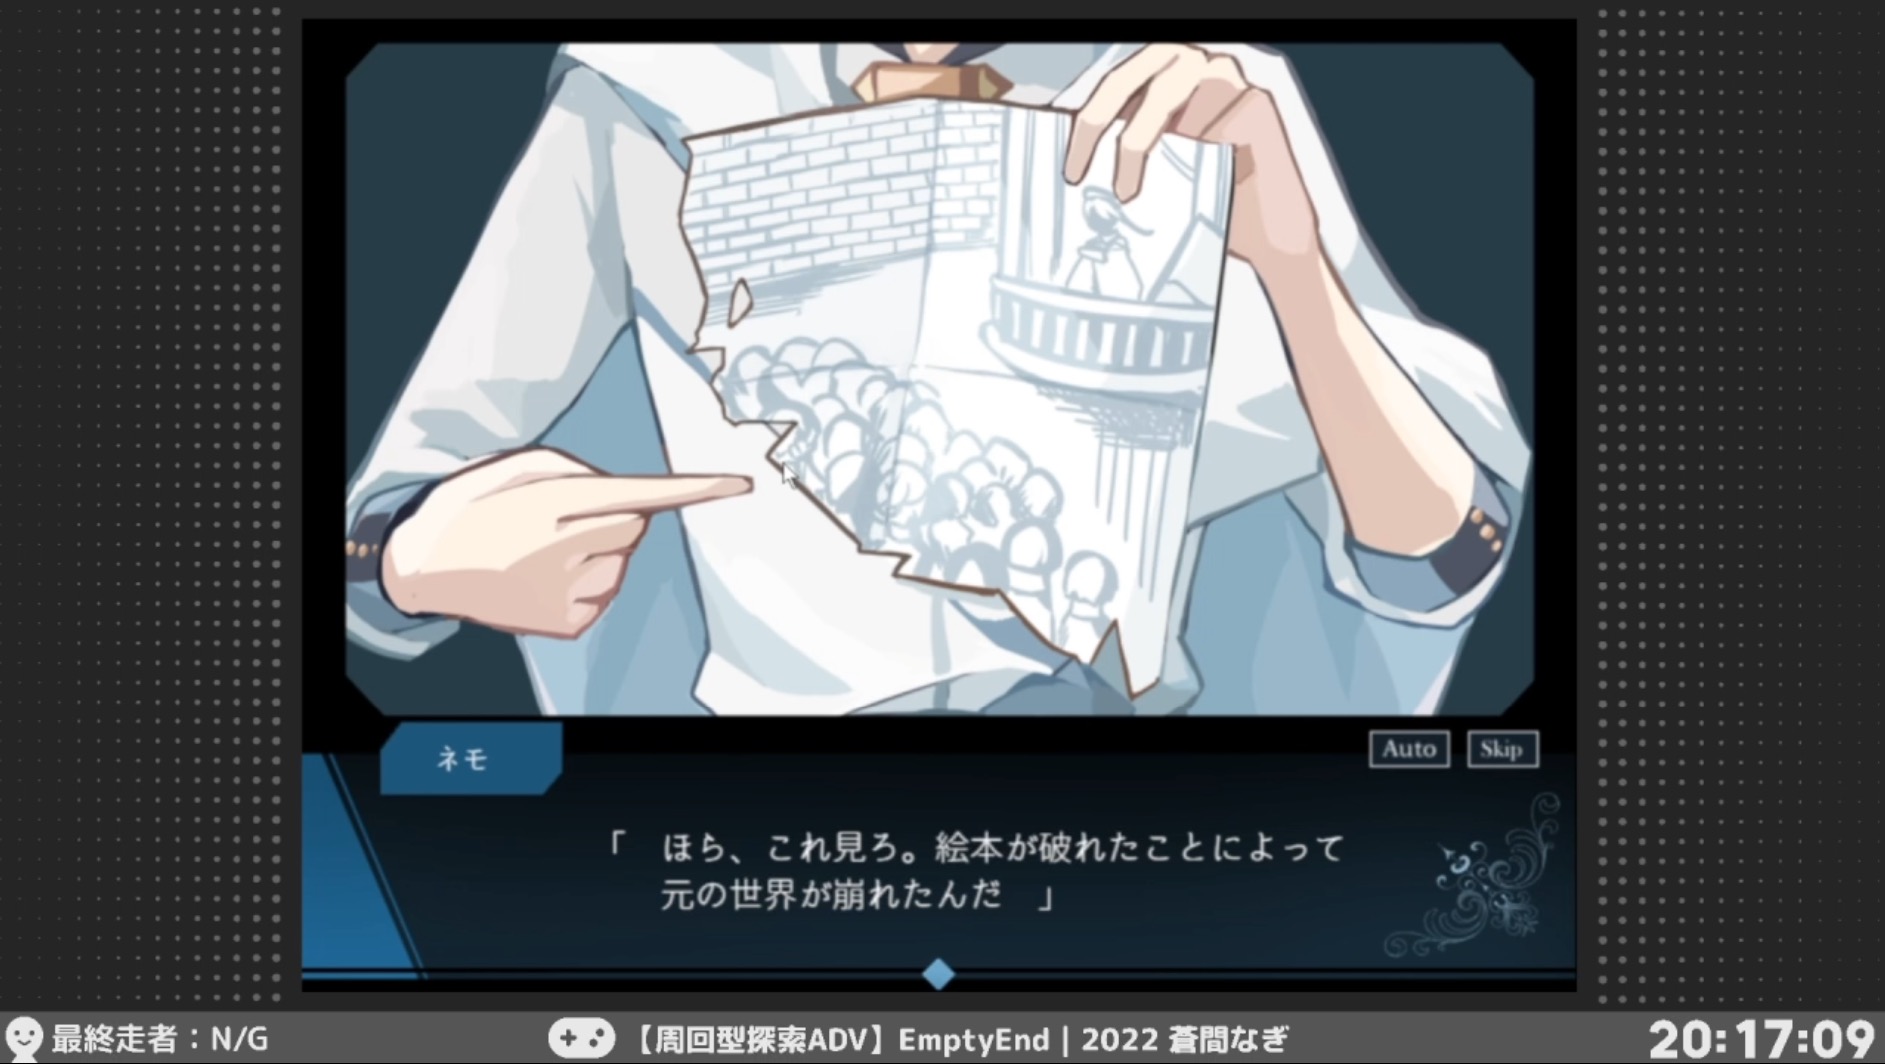 ネモ
Auto
Skip
「　ほら、これ見ろ。絵本が破れたことによって
元の世界が崩れたんだ　」
最終走者：N/G
【周回型探索ADV】EmptyEnd | 2022 蒼間なぎ
20:17:09